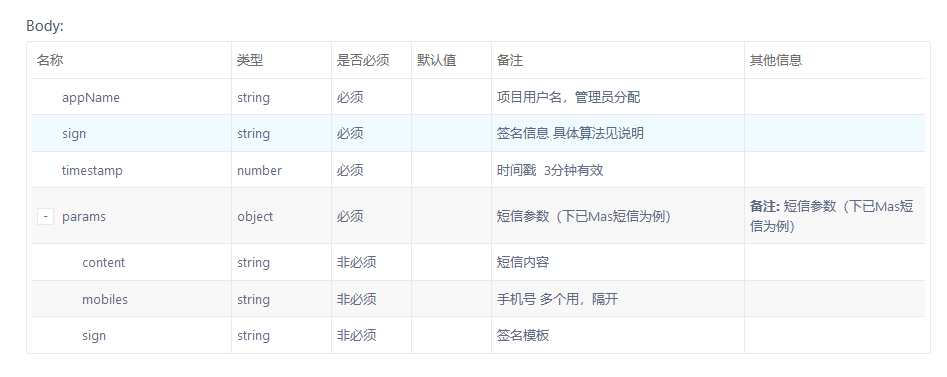 Body:
名称 类型 是否必须 默认值 备注 其他信息
appName string 必须 项目用户名，管理员分配
sign string 必须 签名信息 具体算法见说明
timestamp number 必须 时间戳 3分钟有效
- params object 必须 短信参数（下已Mas短信为例） 备注: 短信参数（下已Mas短
信为例）
content string 非必须 短信内容
mobiles string 非必须 手机号 多个用，隔开
sign string 非必须 签名模板